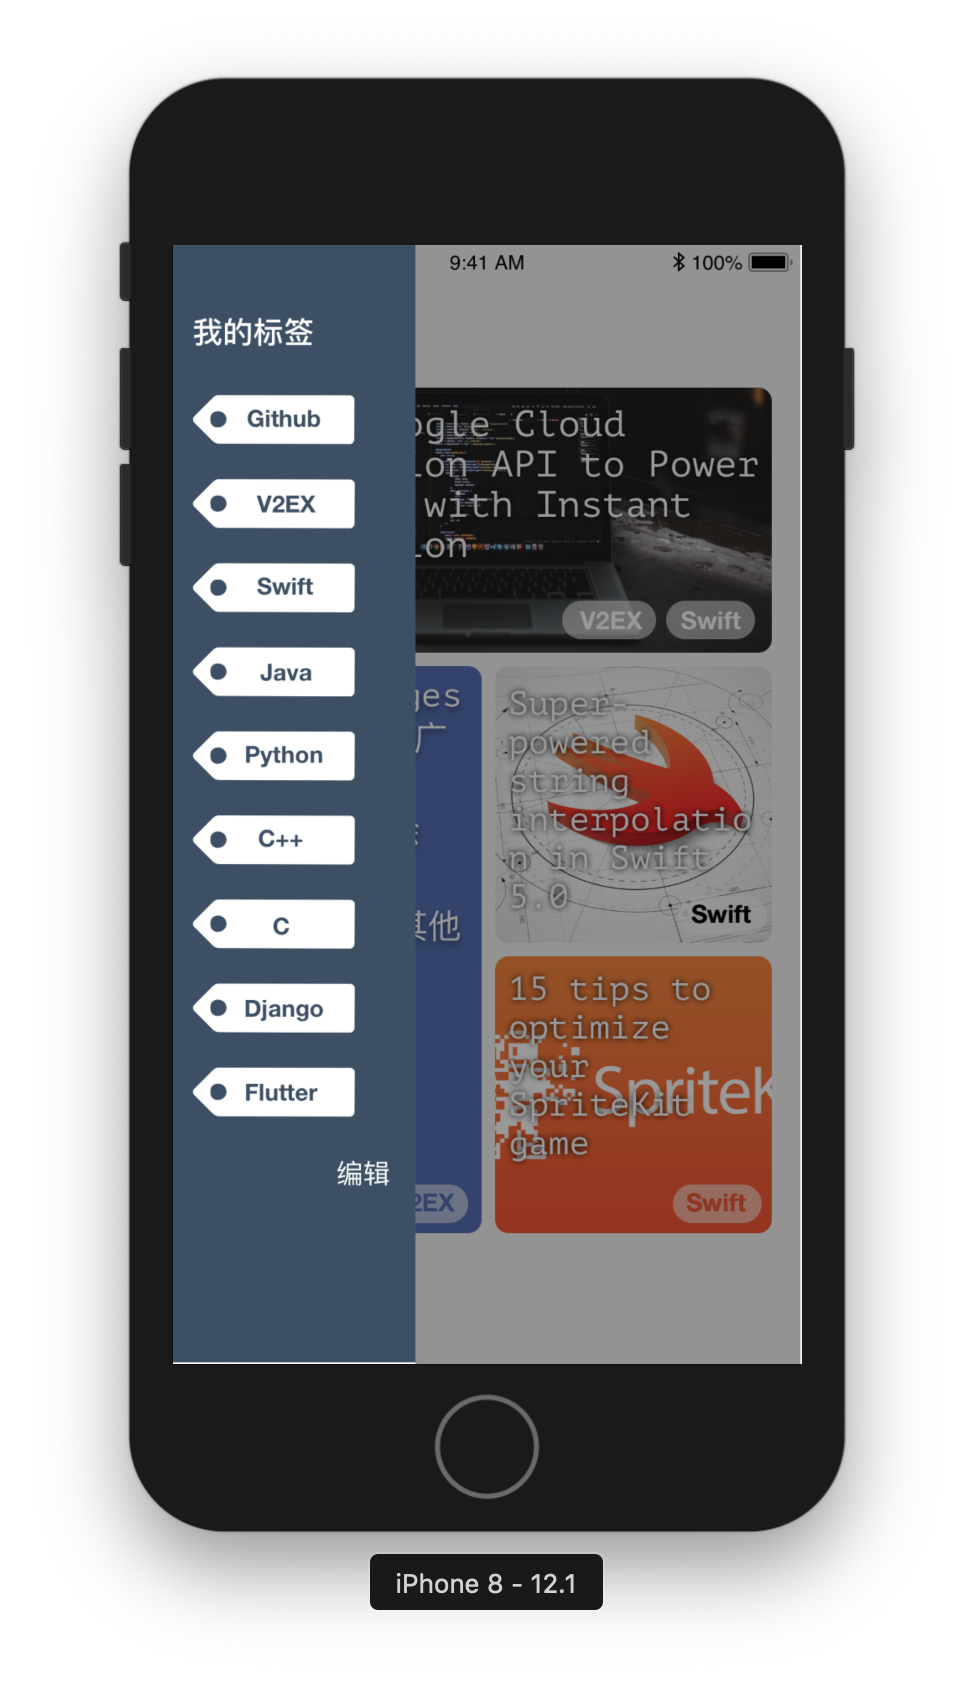 9:41 AM
100%
我的标签
Github
V2EX
Swift
Java
Python
C++
C
Django
Flutter
编辑
ogle Cloud
ion API to Power
with Instant
ion
V2EX
Swift
ges
广
其他
2EX
Super-
powered
string
interpolatio
n in Swift
5.0
Swift
15 tips to
optimize
your
SpriteKit
game
SpriteK
Swift
iPhone 8 - 12.1